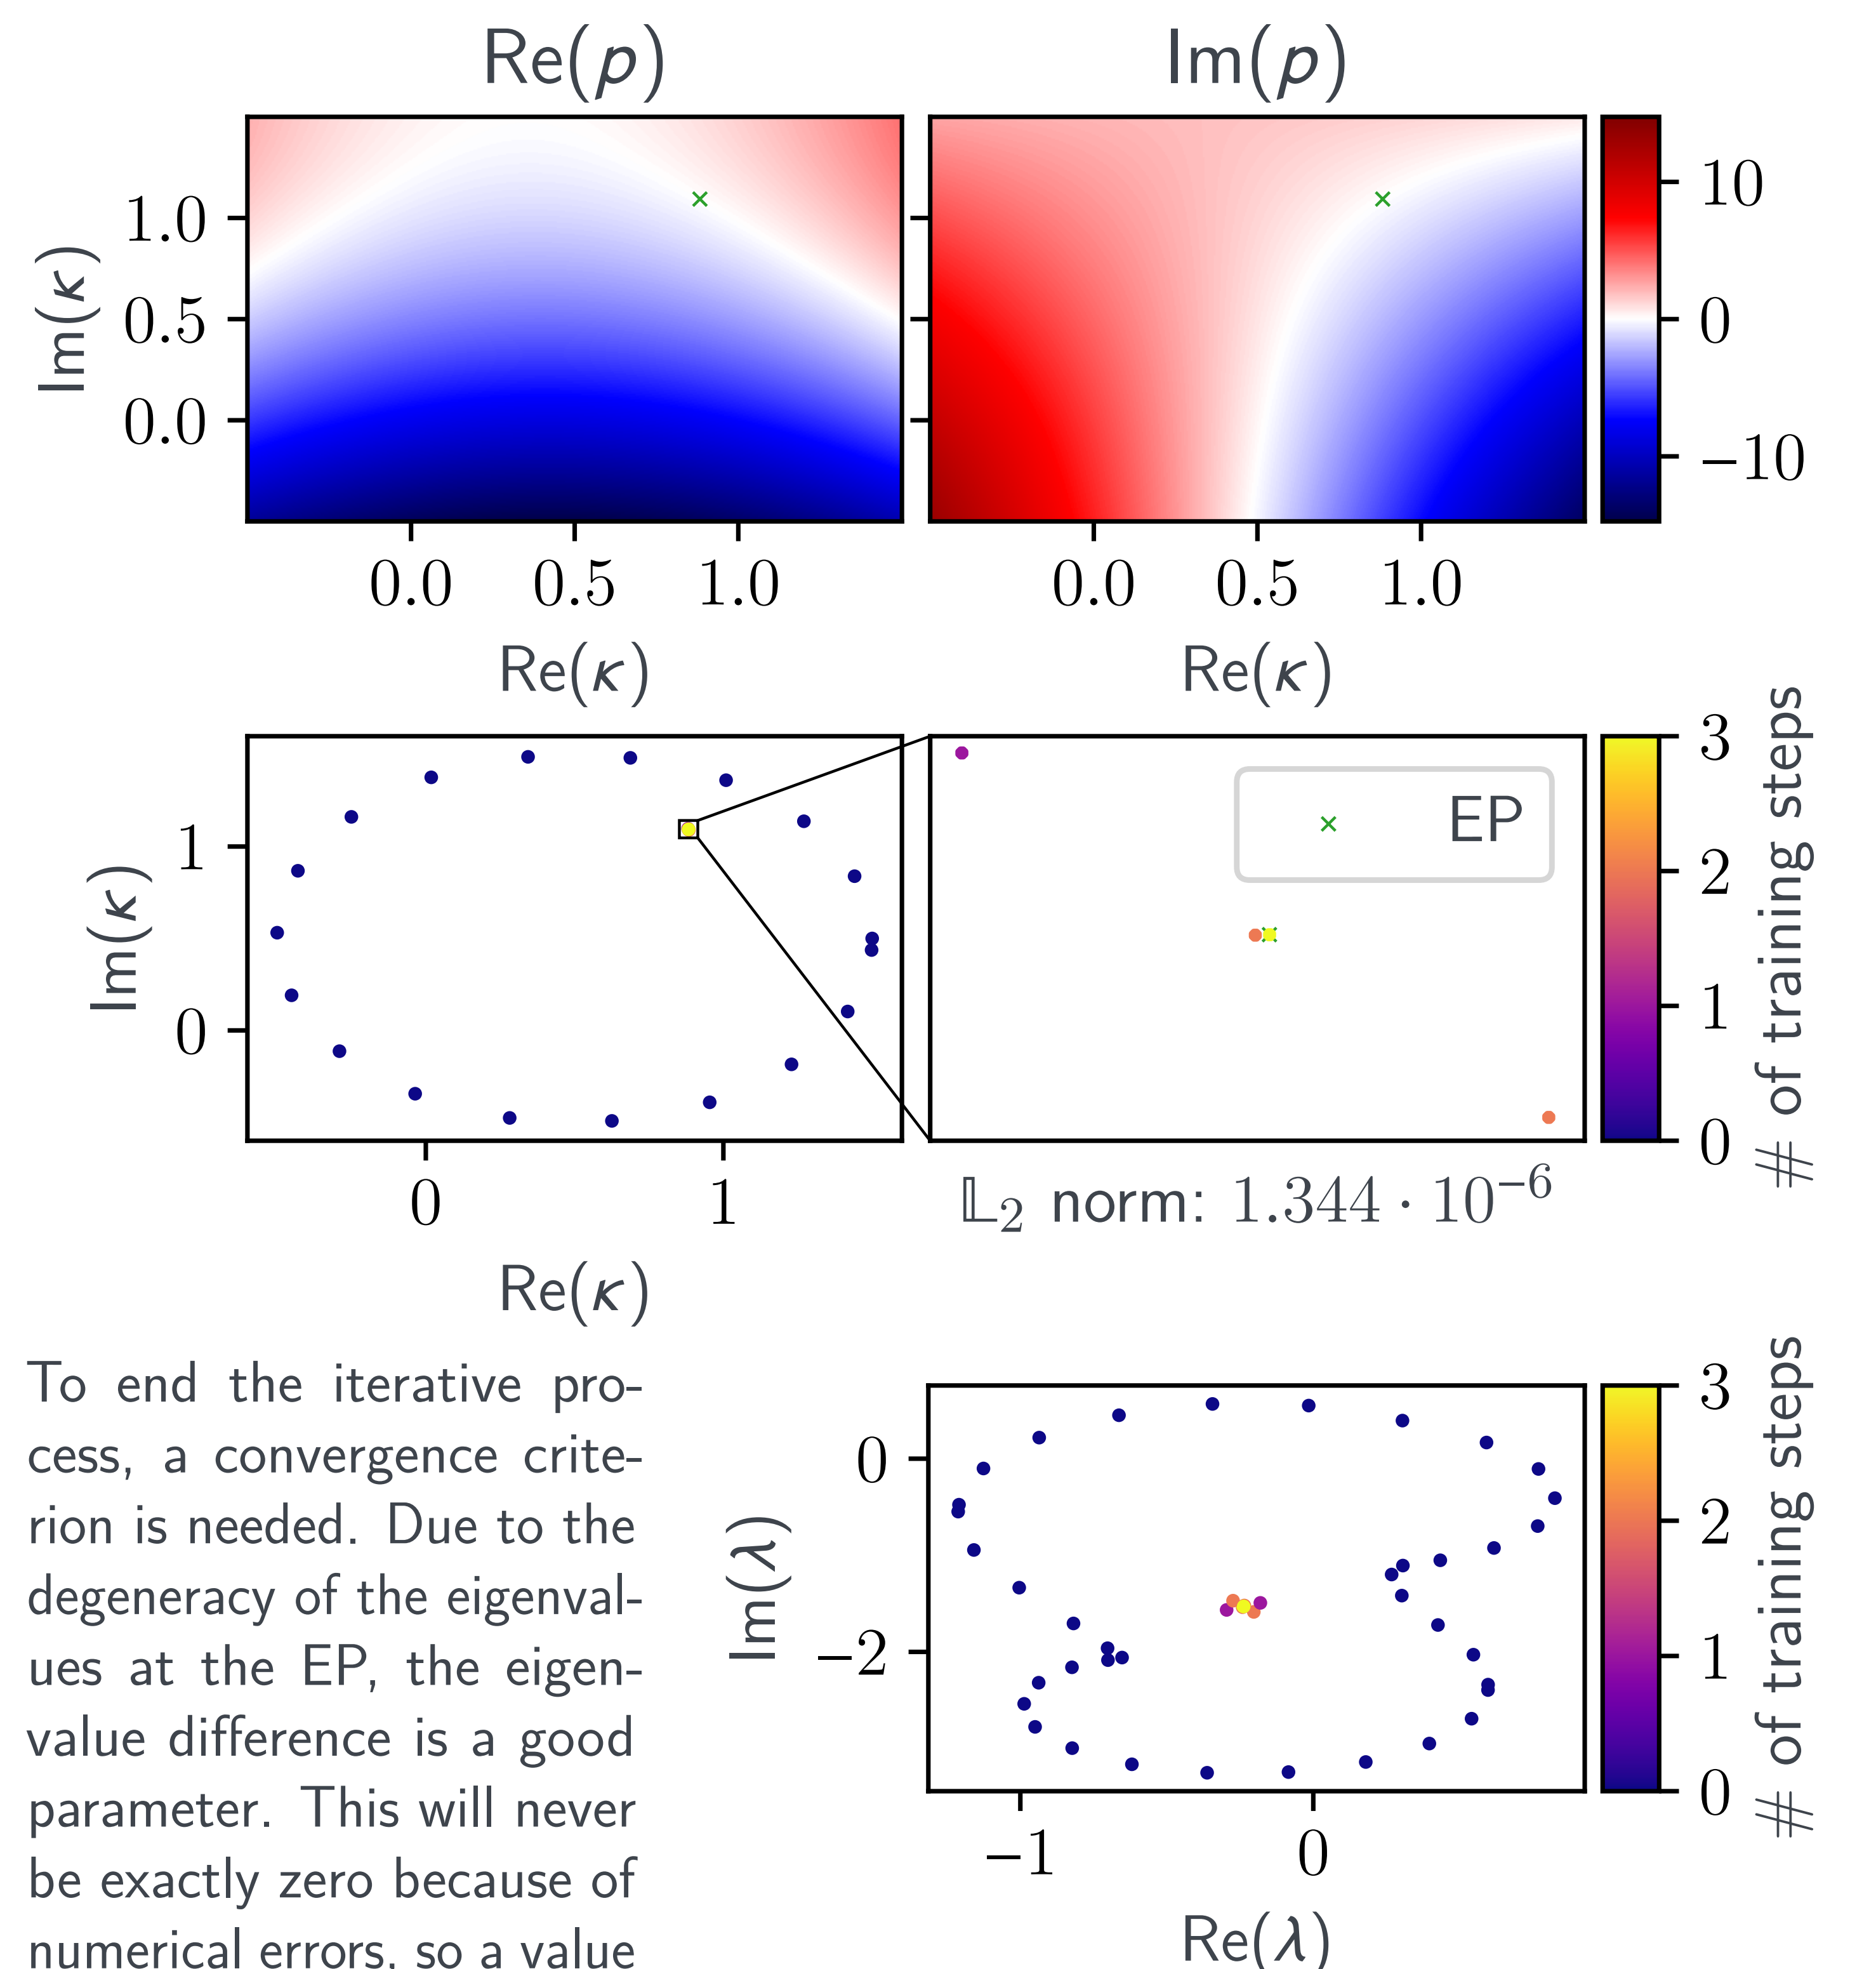 Re(p) Im(p)
1.0
0.5
0.0
Im(κ)
10
0
−10
0.0 0.5 1.0 0.0 0.5 1.0
Re(κ) Re(κ)
1
0
Im(κ)
EP
3
2
1
0
# of training steps
0 1
𝕃₂ norm: 1.344 · 10⁻⁶
Re(κ)
To end the iterative pro-
cess, a convergence crite-
rion is needed. Due to the
degeneracy of the eigenval-
ues at the EP, the eigen-
value difference is a good
parameter. This will never
be exactly zero because of
numerical errors, so a value
0
−2
Im(λ)
3
2
1
0
# of training steps
−1 0
Re(λ)